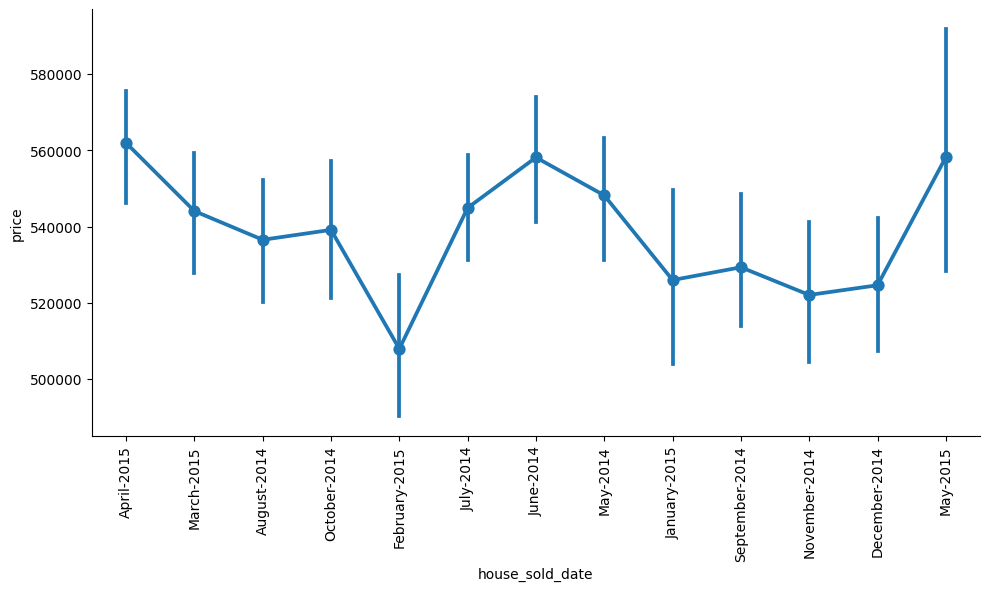 price
580000
560000
540000
520000
500000
April-2015
March-2015
August-2014
October-2014
February-2015
July-2014
June-2014
May-2014
January-2015
September-2014
November-2014
December-2014
May-2015
house_sold_date